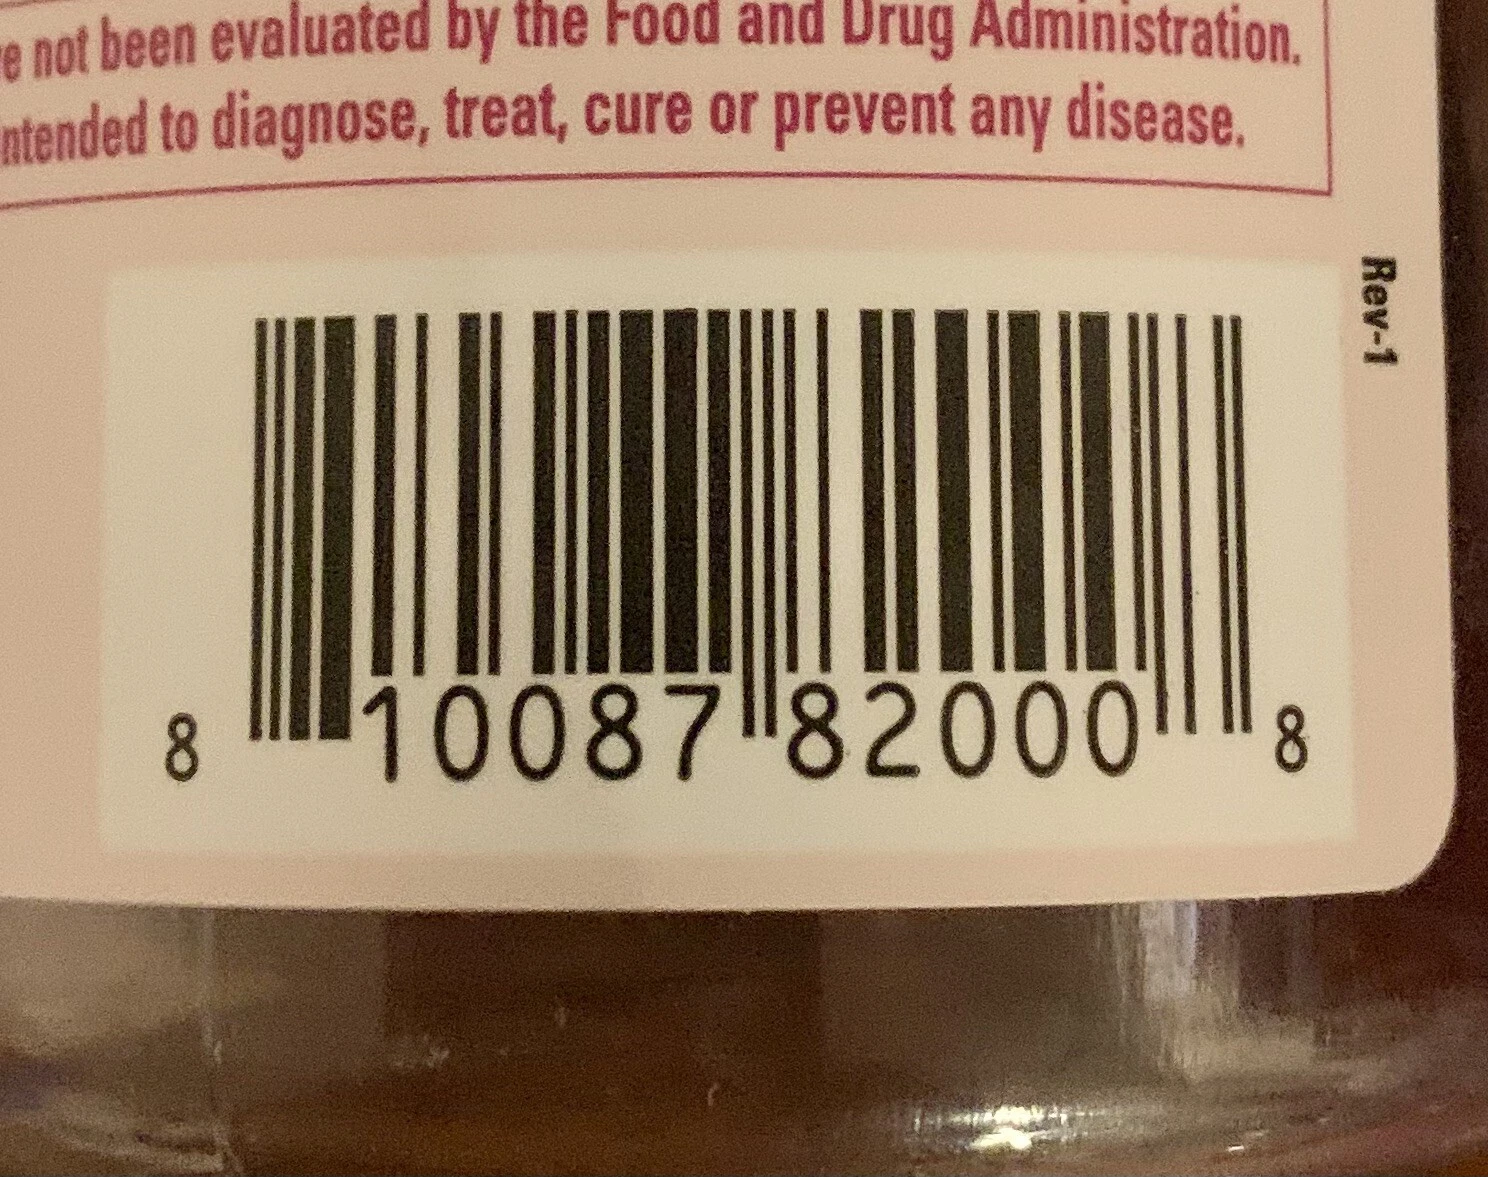 not been evaluated by the Food and Drug Administration.
to diagnose, treat, cure or prevent any disease.
Rev-1
8 10087 82000 8